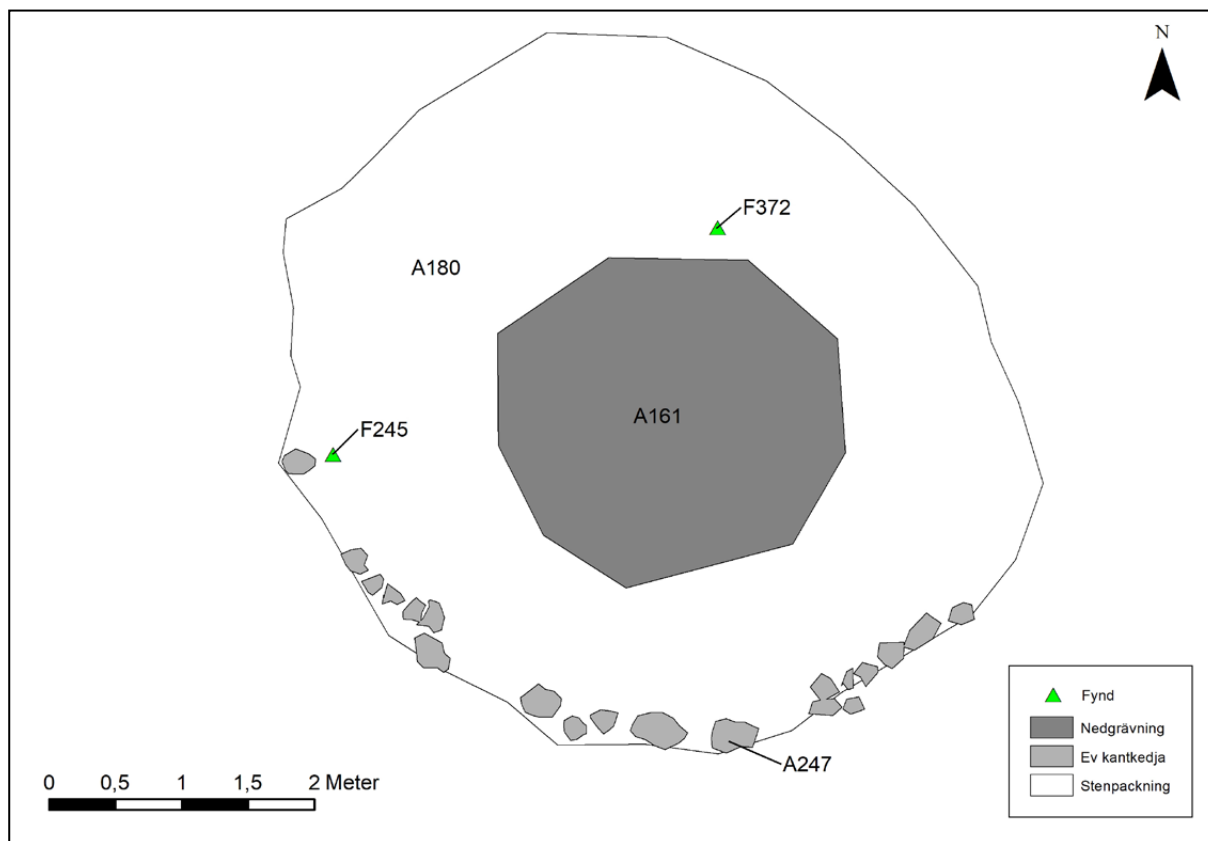 N
F372
A180
A161
F245
A247
0 0,5 1 1,5 2 Meter
Fynd
Nedgrävning
Ev kantkedja
Stenpackning